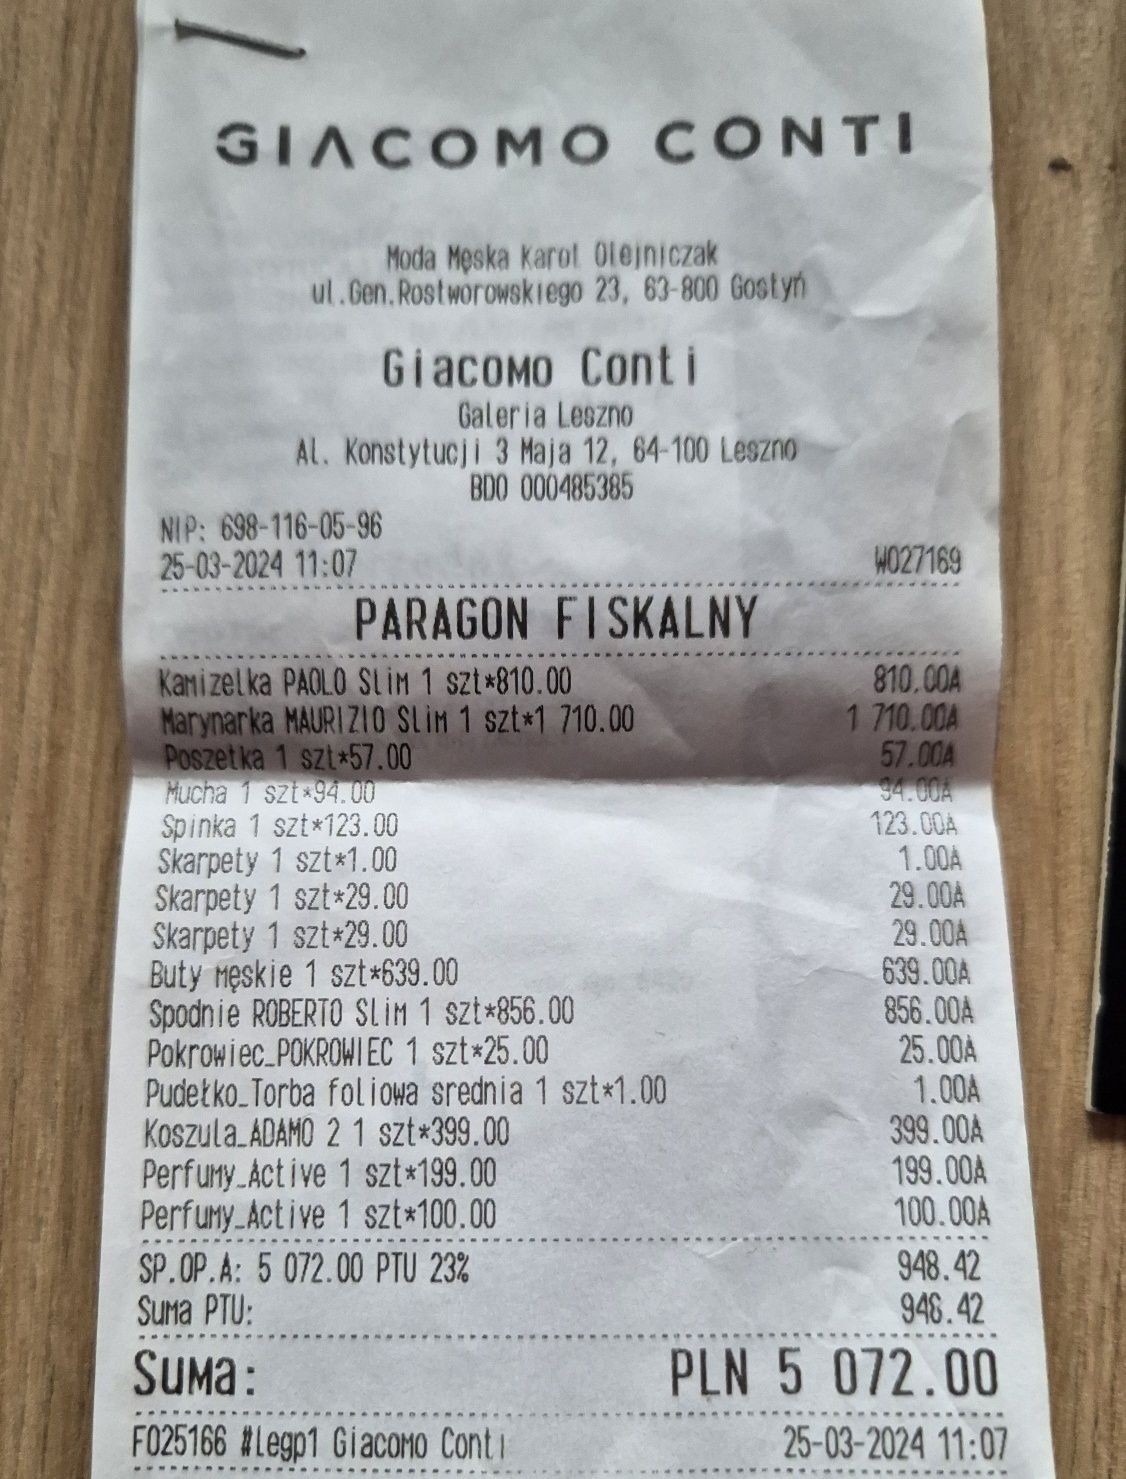 GIACOMO CONTI
Moda Męska Karol Olejniczak
ul.Gen.Rostworowskiego 23, 63-800 Gostyń
Giacomo Conti
Galeria Leszno
Al. Konstytucji 3 Maja 12, 64-100 Leszno
BDO 000485385
NIP: 698-116-05-96
25-03-2024 11:07 W027169
PARAGON FISKALNY
Kamizelka PAOLO SLIM 1 szt*810.00 810.00A
Marynarka MAURIZIO SLIM 1 szt*1 710.00 1 710.00A
Poszetka 1 szt*57.00 57.00A
Mucha 1 szt*94.00 94.00A
Spinka 1 szt*123.00 123.00A
Skarpety 1 szt*1.00 1.00A
Skarpety 1 szt*29.00 29.00A
Skarpety 1 szt*29.00 29.00A
Buty męskie 1 szt*639.00 639.00A
Spodnie ROBERTO SLIM 1 szt*856.00 856.00A
Pokrowiec_POKROWIEC 1 szt*25.00 25.00A
Pudełko_Torba foliowa srednia 1 szt*1.00 1.00A
Koszula_ADAMO 2 1 szt*399.00 399.00A
Perfumy_Active 1 szt*199.00 199.00A
Perfumy_Active 1 szt*100.00 100.00A
SP.OP.A: 5 072.00 PTU 23% 948.42
Suma PTU: 948.42
Suma: PLN 5 072.00
F025166 #Legp1 Giacomo Conti 25-03-2024 11:07